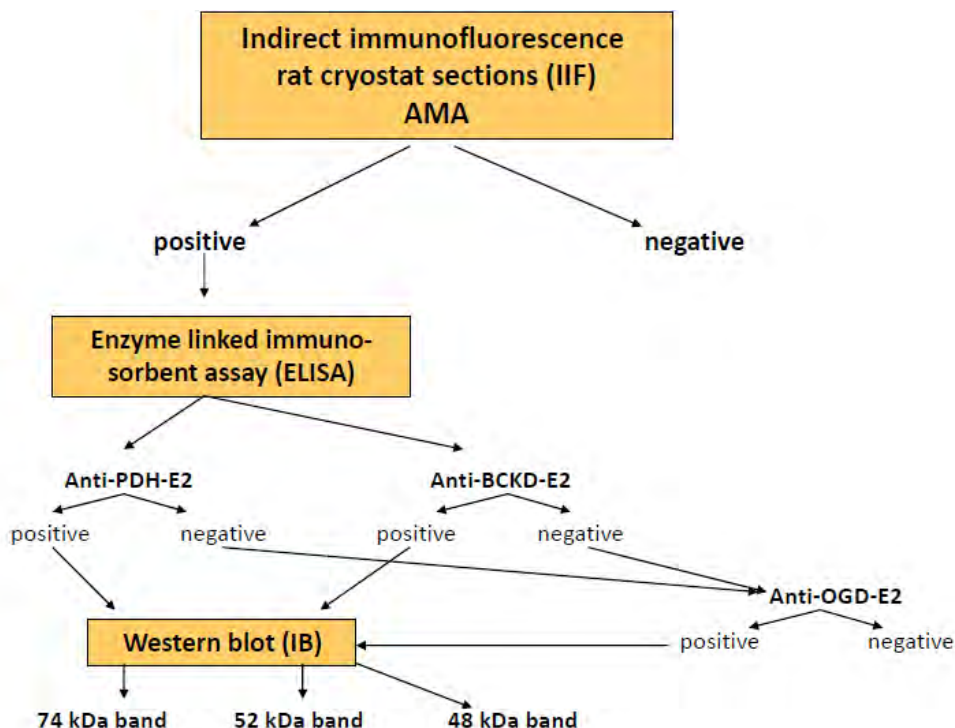 Indirect immunofluorescence
rat cryostat sections (IIF)
AMA
positive
negative
Enzyme linked immuno-
sorbent assay (ELISA)
Anti-PDH-E2
Anti-BCKD-E2
positive
negative
positive
negative
Anti-OGD-E2
Western blot (IB)
positive
negative
74 kDa band
52 kDa band
48 kDa band